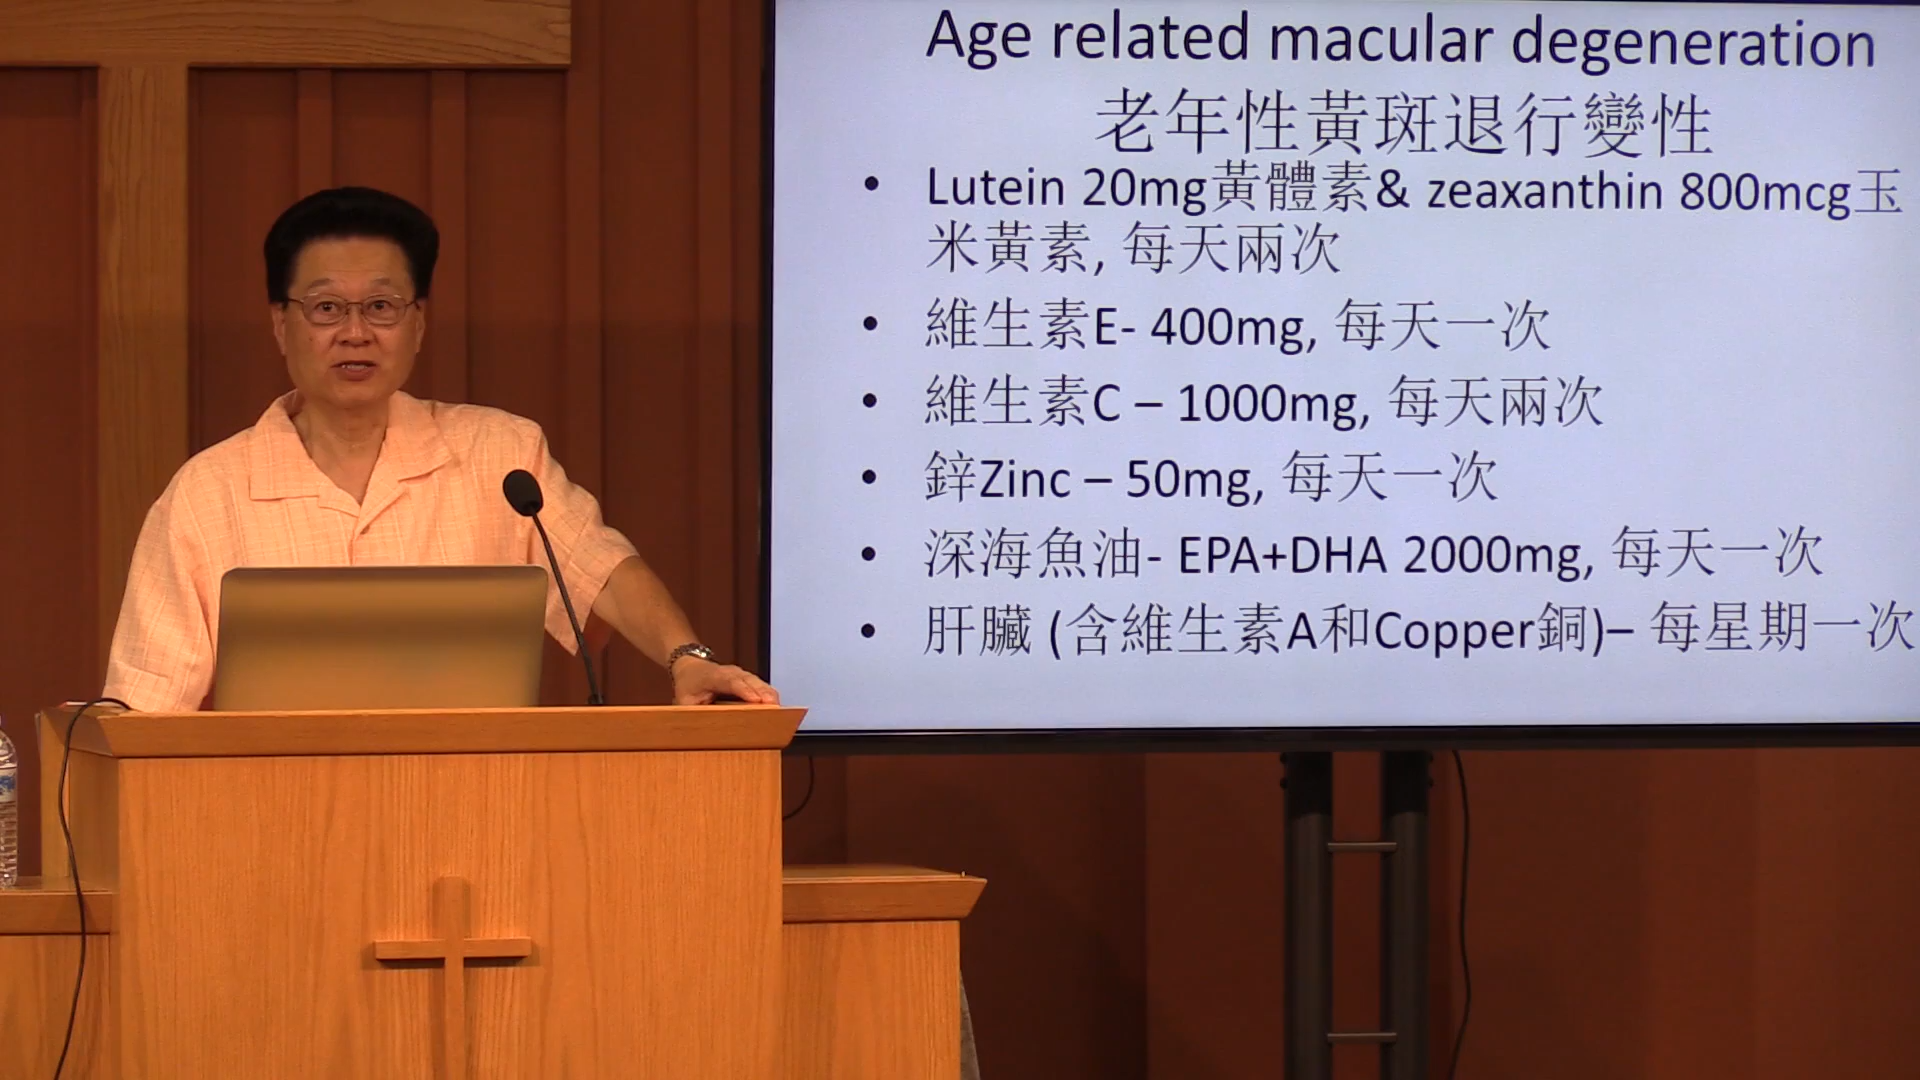 Age related macular degeneration
老年性黃斑退行變性
• Lutein 20mg黃體素& zeaxanthin 800mcg玉
米黃素, 每天兩次
• 維生素E- 400mg, 每天一次
• 維生素C – 1000mg, 每天兩次
• 鋅Zinc – 50mg, 每天一次
• 深海魚油- EPA+DHA 2000mg, 每天一次
• 肝臟 (含維生素A和Copper銅)– 每星期一次